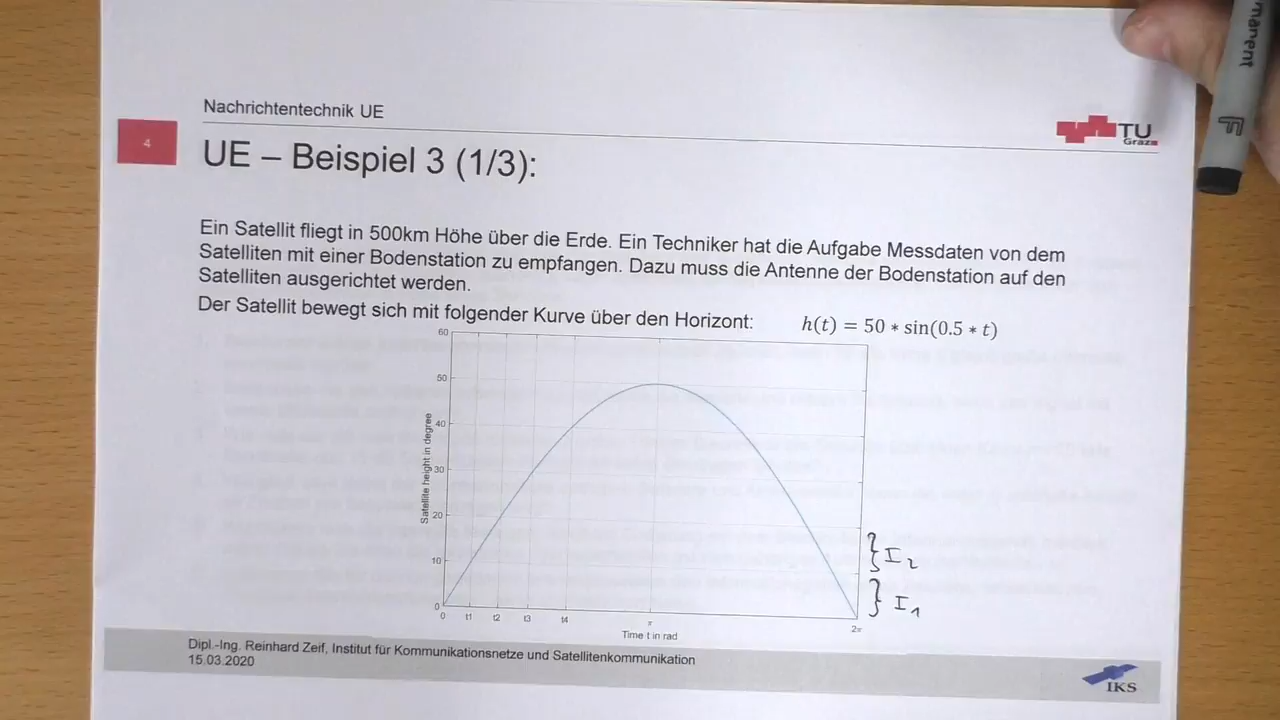 manent
F
Nachrichtentechnik UE
TU
Graz
4
UE – Beispiel 3 (1/3):
Ein Satellit fliegt in 500km Höhe über die Erde. Ein Techniker hat die Aufgabe Messdaten von dem
Satelliten mit einer Bodenstation zu empfangen. Dazu muss die Antenne der Bodenstation auf den
Satelliten ausgerichtet werden.
Der Satellit bewegt sich mit folgender Kurve über den Horizont: h(t) = 50 * sin(0.5 * t)
60
50
40
30
20
10
0
Satellite height in degree
0 t1 t2 t3 t4 π 2π
Time t in rad
} I2
} I1
Dipl.-Ing. Reinhard Zeif, Institut für Kommunikationsnetze und Satellitenkommunikation
15.03.2020
IKS